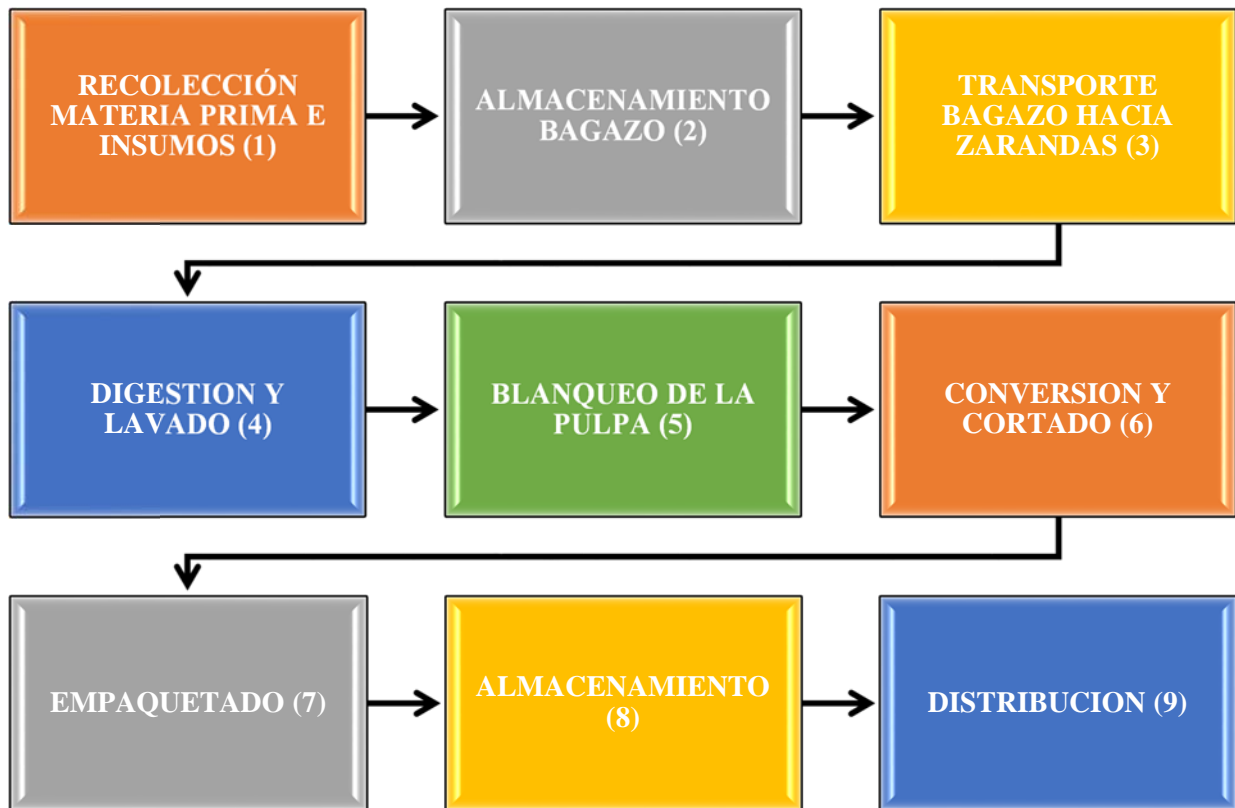 RECOLECCIÓN
MATERIA PRIMA E
INSUMOS (1)
ALMACENAMIENTO
BAGAZO (2)
TRANSPORTE
BAGAZO HACIA
ZARANDAS (3)
DIGESTION Y
LAVADO (4)
BLANQUEO DE LA
PULPA (5)
CONVERSION Y
CORTADO (6)
EMPAQUETADO (7)
ALMACENAMIENTO
(8)
DISTRIBUCION (9)